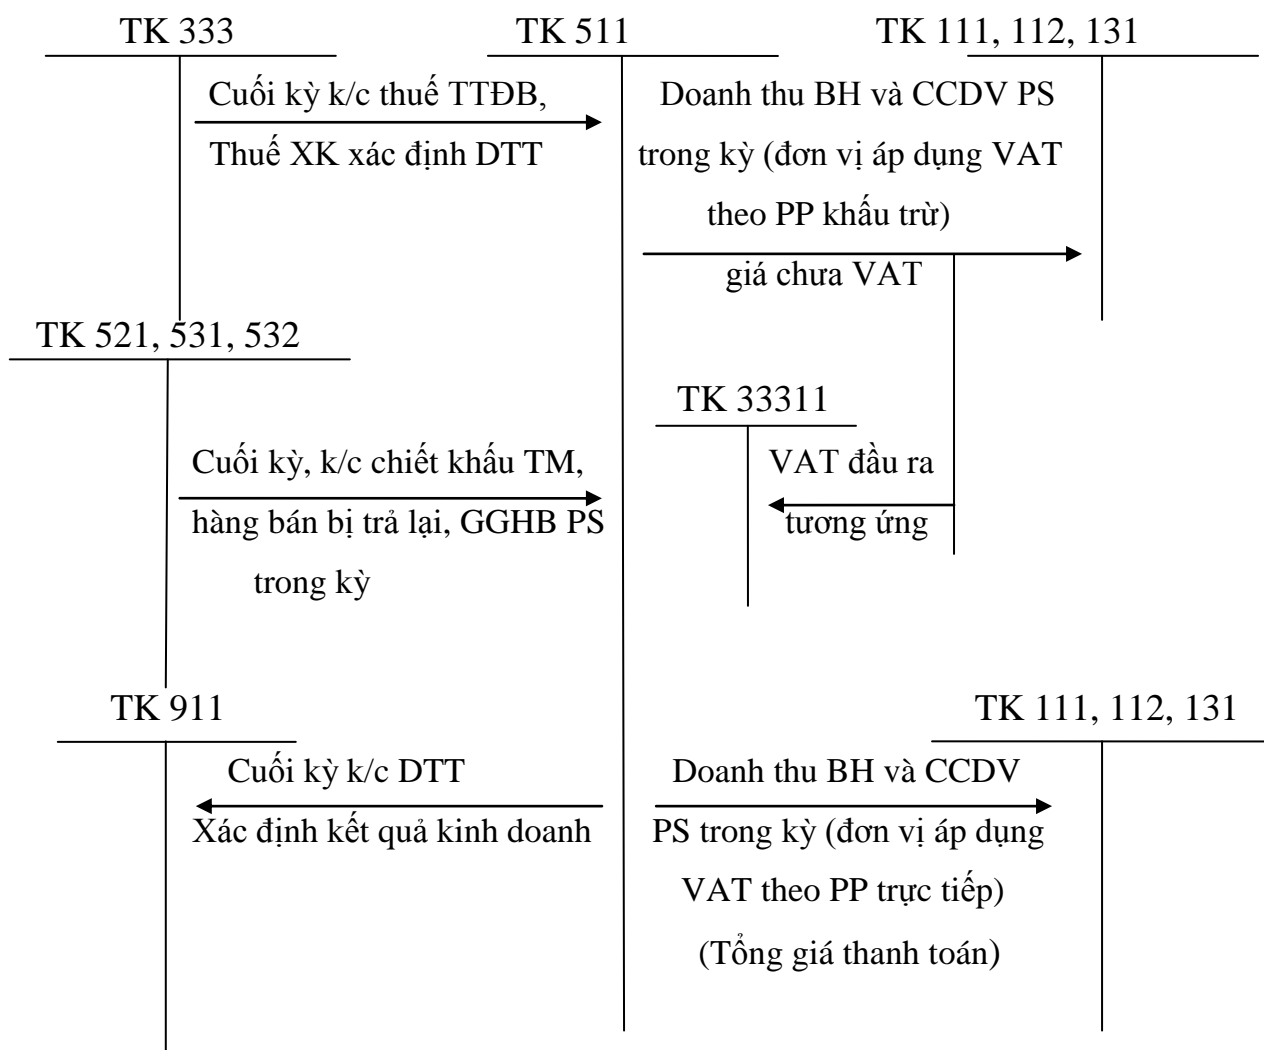 TK 333
TK 511
TK 111, 112, 131
Cuối kỳ k/c thuế TTĐB,
Thuế XK xác định DTT
Doanh thu BH và CCDV PS
trong kỳ (đơn vị áp dụng VAT
theo PP khấu trừ)
giá chưa VAT
TK 521, 531, 532
TK 33311
Cuối kỳ, k/c chiết khấu TM,
hàng bán bị trả lại, GGHB PS
trong kỳ
VAT đầu ra
tương ứng
TK 911
TK 111, 112, 131
Cuối kỳ k/c DTT
Xác định kết quả kinh doanh
Doanh thu BH và CCDV
PS trong kỳ (đơn vị áp dụng
VAT theo PP trực tiếp)
(Tổng giá thanh toán)